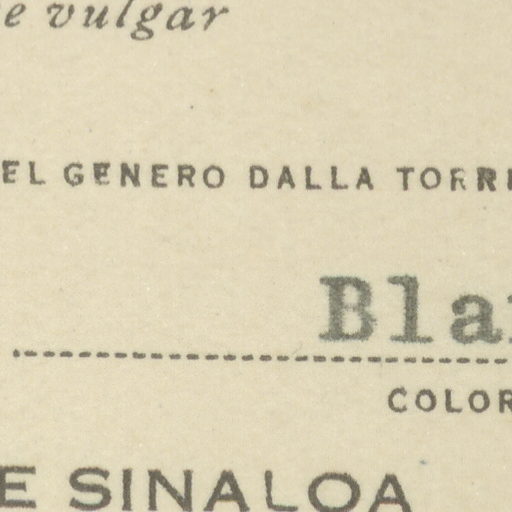 e vulgar
EL GENERO DALLA TORRE
Bla
COLOR
E SINALOA